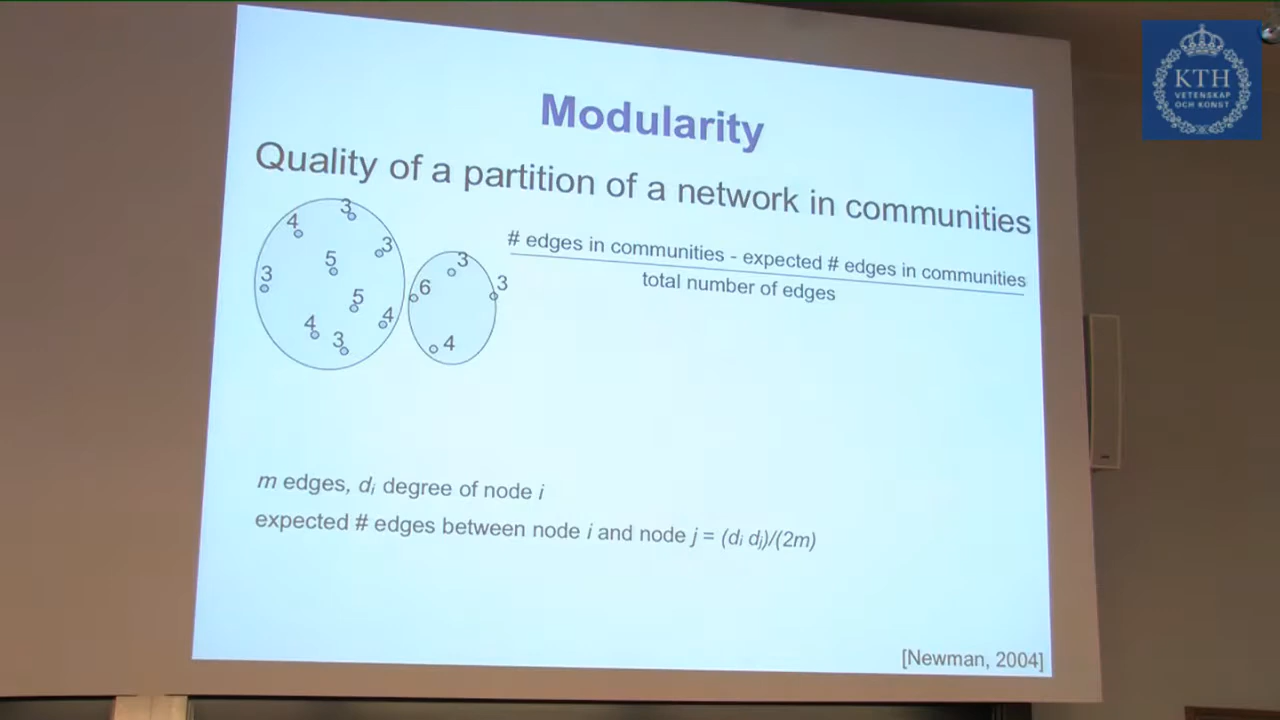 KTH
VETENSKAP
OCH KONST
Modularity
Quality of a partition of a network in communities
3
4
3
5
3
5
4
4
3
3
6
3
4
# edges in communities - expected # edges in communities
total number of edges
m edges, di degree of node i
expected # edges between node i and node j = (di dj)/(2m)
[Newman, 2004]